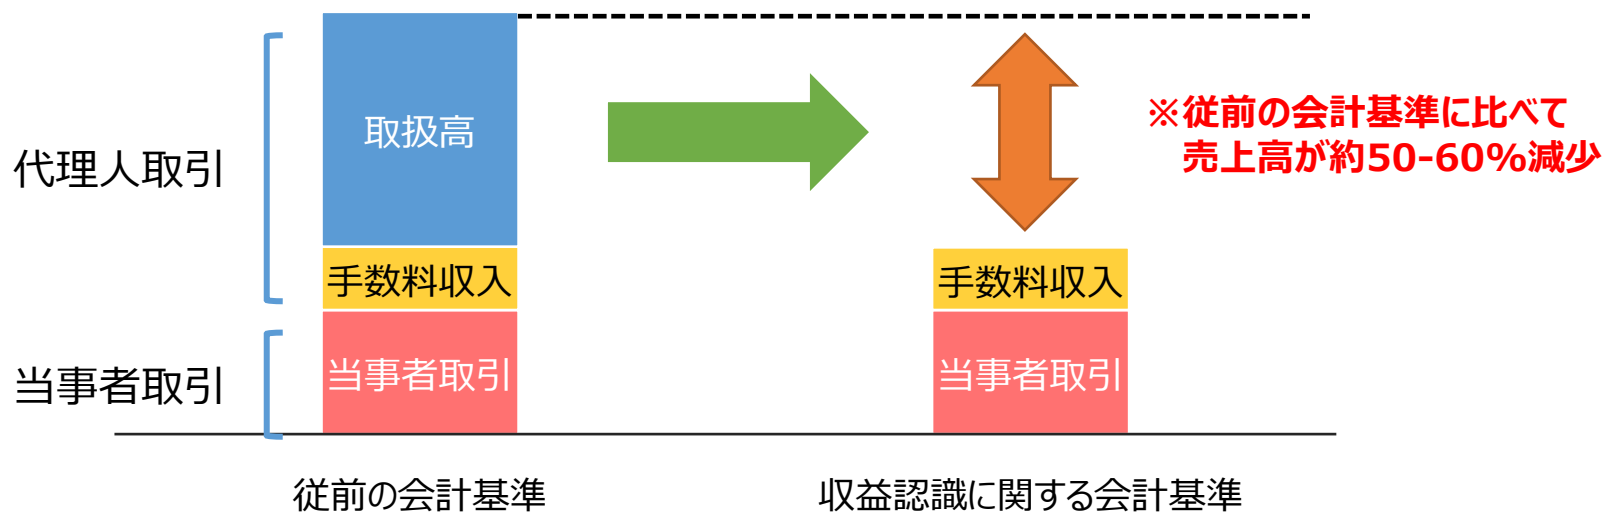 取扱高
※従前の会計基準に比べて
売上高が約50-60%減少
代理人取引
手数料収入
手数料収入
当事者取引
当事者取引
当事者取引
従前の会計基準
収益認識に関する会計基準